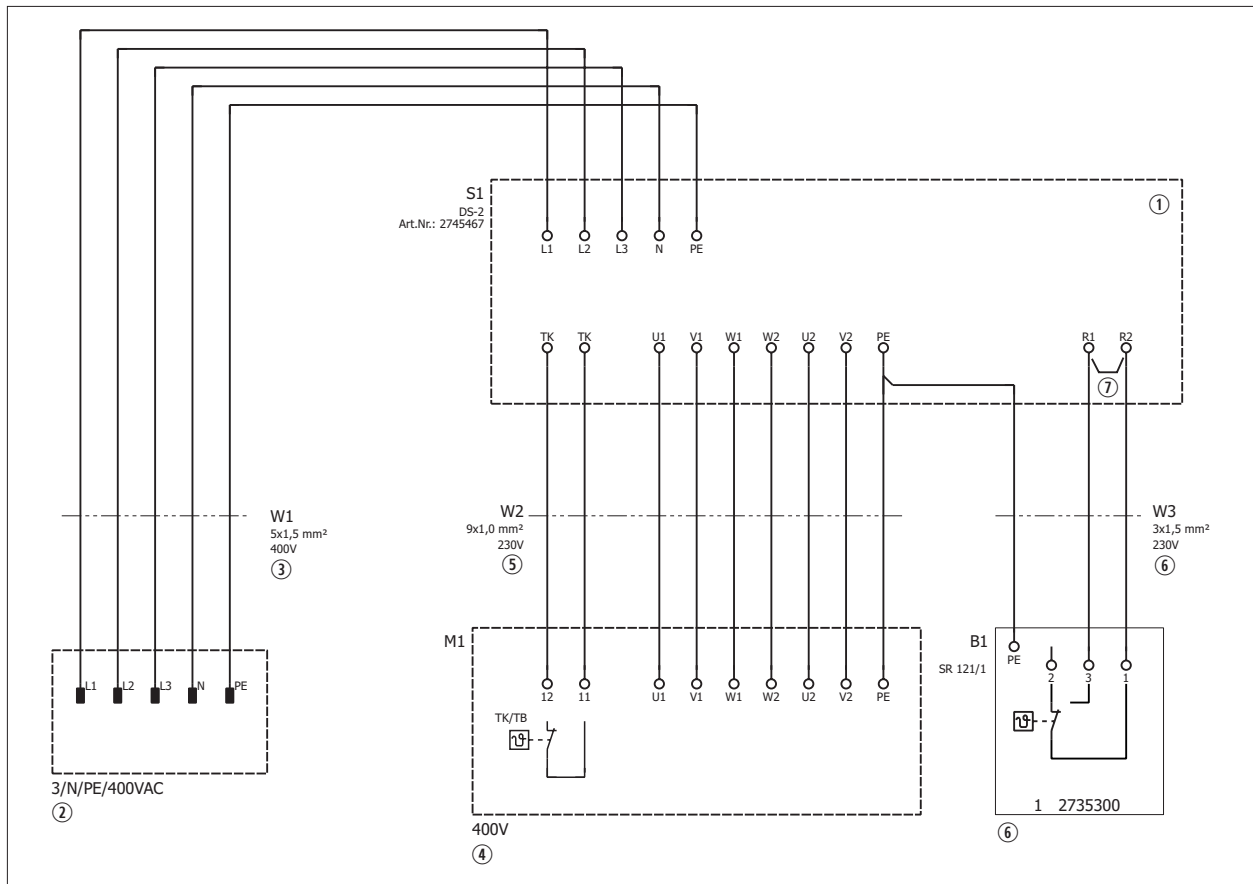 S1
DS-2
Art.Nr.: 2745467
①
L1 L2 L3 N PE
TK TK U1 V1 W1 W2 U2 V2 PE R1 R2
⑦
W1
5x1,5 mm²
400V
③
W2
9x1,0 mm²
230V
⑤
W3
3x1,5 mm²
230V
⑥
L1 L2 L3 N PE
3/N/PE/400VAC
②
M1
12 11 U1 V1 W1 W2 U2 V2 PE
TK/TB
ϑ
400V
④
B1
SR 121/1
PE 2 3 1
ϑ
1 2735300
⑥